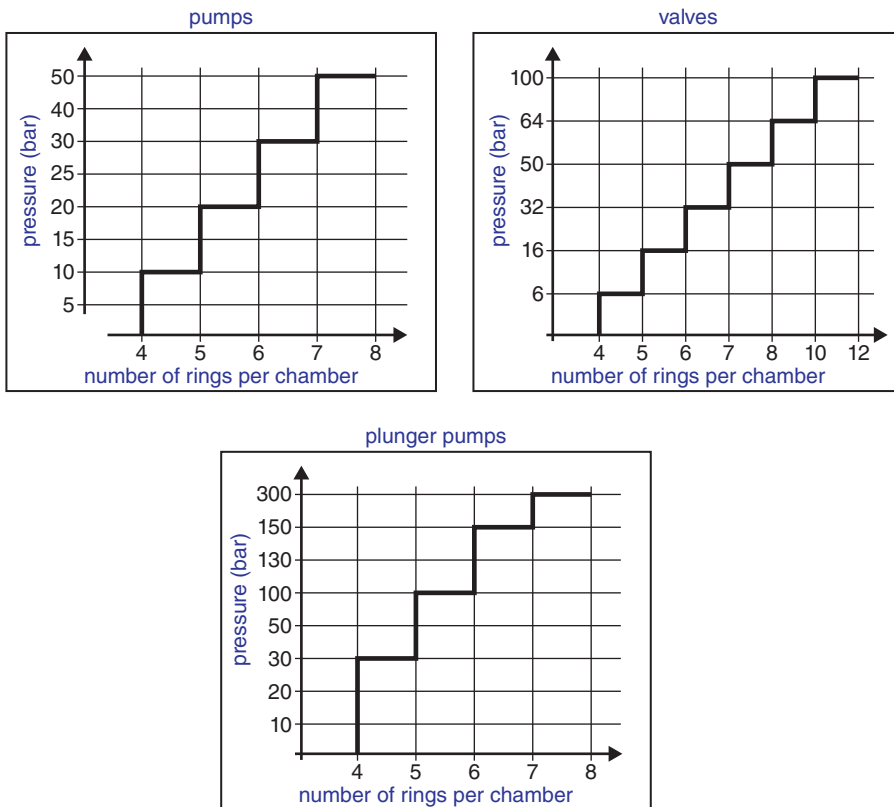 pumps
50
40
30
25
20
15
10
5
pressure (bar)
4 5 6 7 8
number of rings per chamber
valves
100
64
50
32
16
6
pressure (bar)
4 5 6 7 8 10 12
number of rings per chamber
plunger pumps
300
150
130
100
50
30
20
10
pressure (bar)
4 5 6 7 8
number of rings per chamber